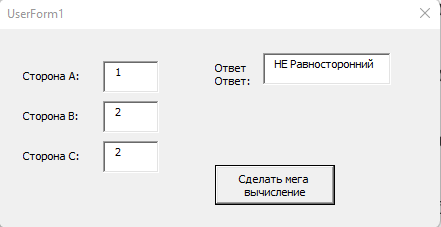 UserForm1
Сторона A:
1
Ответ
Ответ:
НЕ Равносторонний
Сторона B:
2
Сторона C:
2
Сделать мега
вычисление